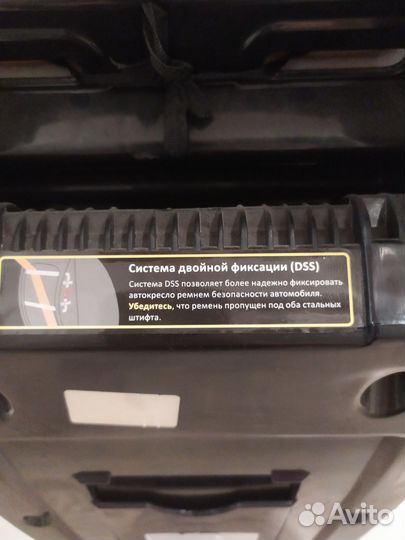 Система двойной фиксации (DSS)
Система DSS позволяет более надежно фиксировать
автокресло ремнем безопасности автомобиля.
Убедитесь, что ремень пропущен под оба стальных
штифта.
Avito